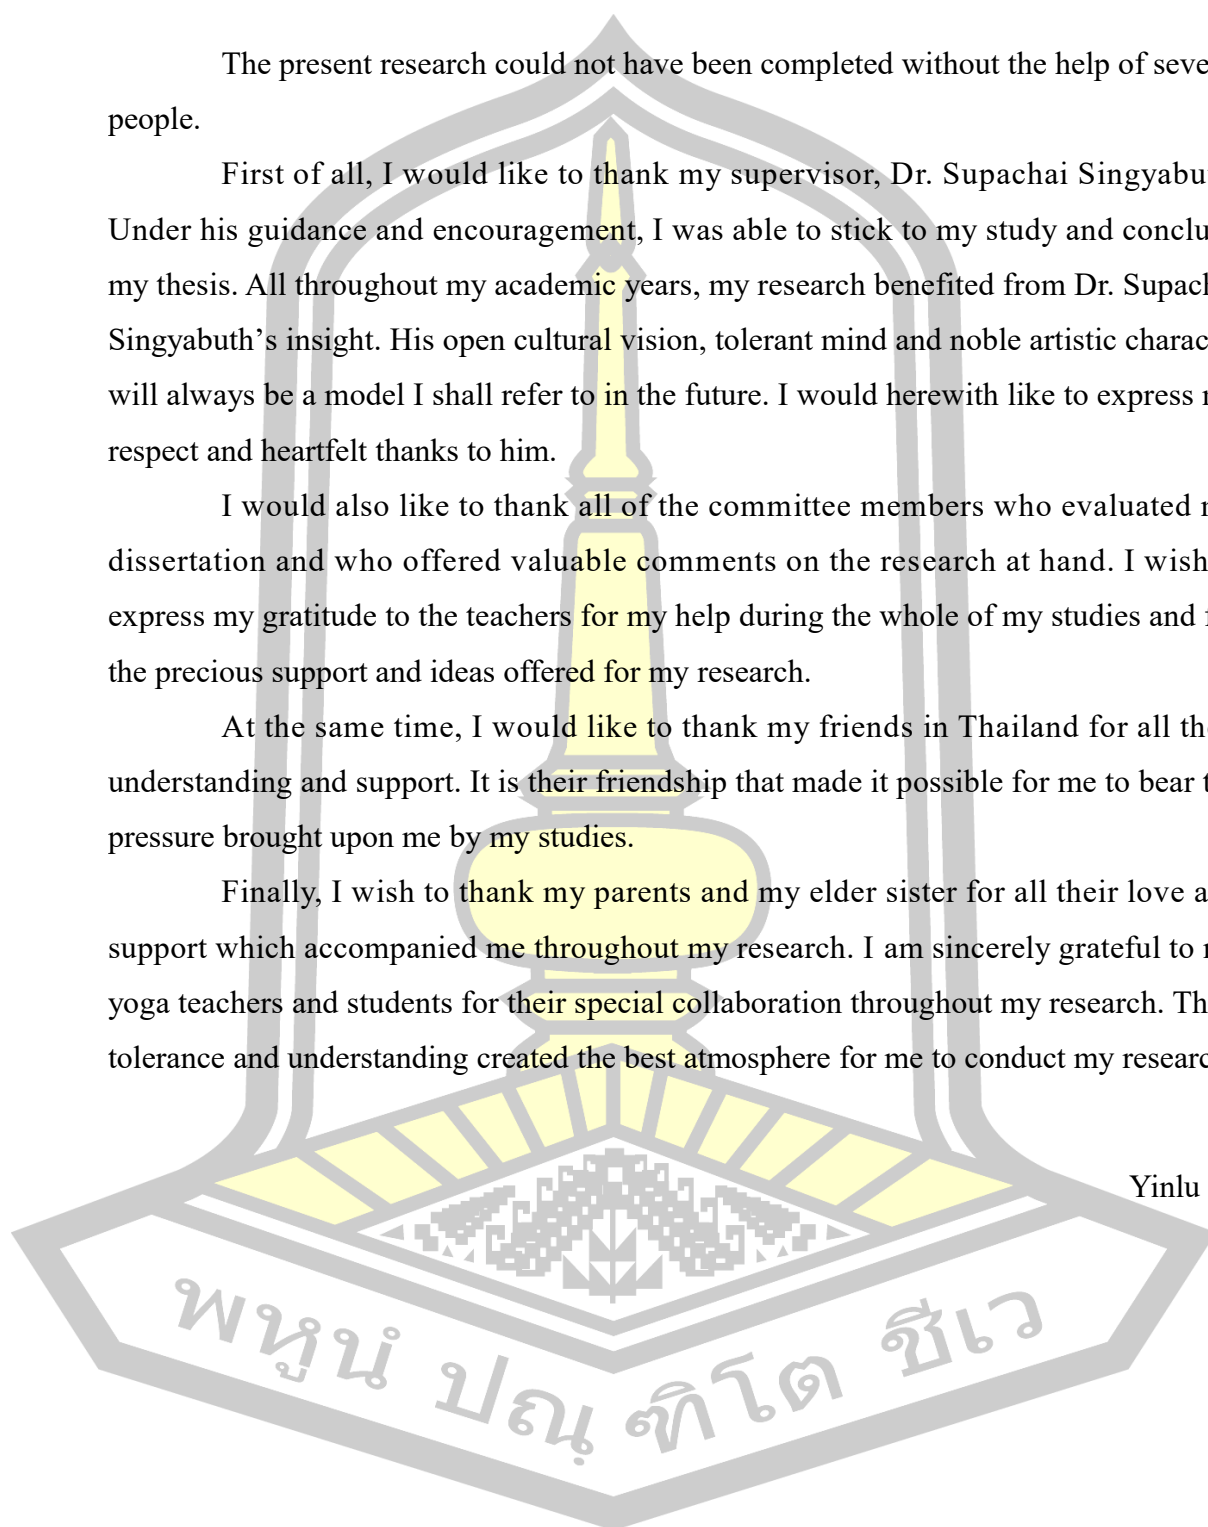 The present research could not have been completed without the help of seve
people.
First of all, I would like to thank my supervisor, Dr. Supachai Singyabu
Under his guidance and encouragement, I was able to stick to my study and conclu
my thesis. All throughout my academic years, my research benefited from Dr. Supach
Singyabuth’s insight. His open cultural vision, tolerant mind and noble artistic charac
will always be a model I shall refer to in the future. I would herewith like to express
respect and heartfelt thanks to him.
I would also like to thank all of the committee members who evaluated
dissertation and who offered valuable comments on the research at hand. I wish
express my gratitude to the teachers for my help during the whole of my studies and
the precious support and ideas offered for my research.
At the same time, I would like to thank my friends in Thailand for all the
understanding and support. It is their friendship that made it possible for me to bear t
pressure brought upon me by my studies.
Finally, I wish to thank my parents and my elder sister for all their love a
support which accompanied me throughout my research. I am sincerely grateful to
yoga teachers and students for their special collaboration throughout my research. Th
tolerance and understanding created the best atmosphere for me to conduct my researc
Yinlu
พหูนํ ปณฺฑิโต ชีเว